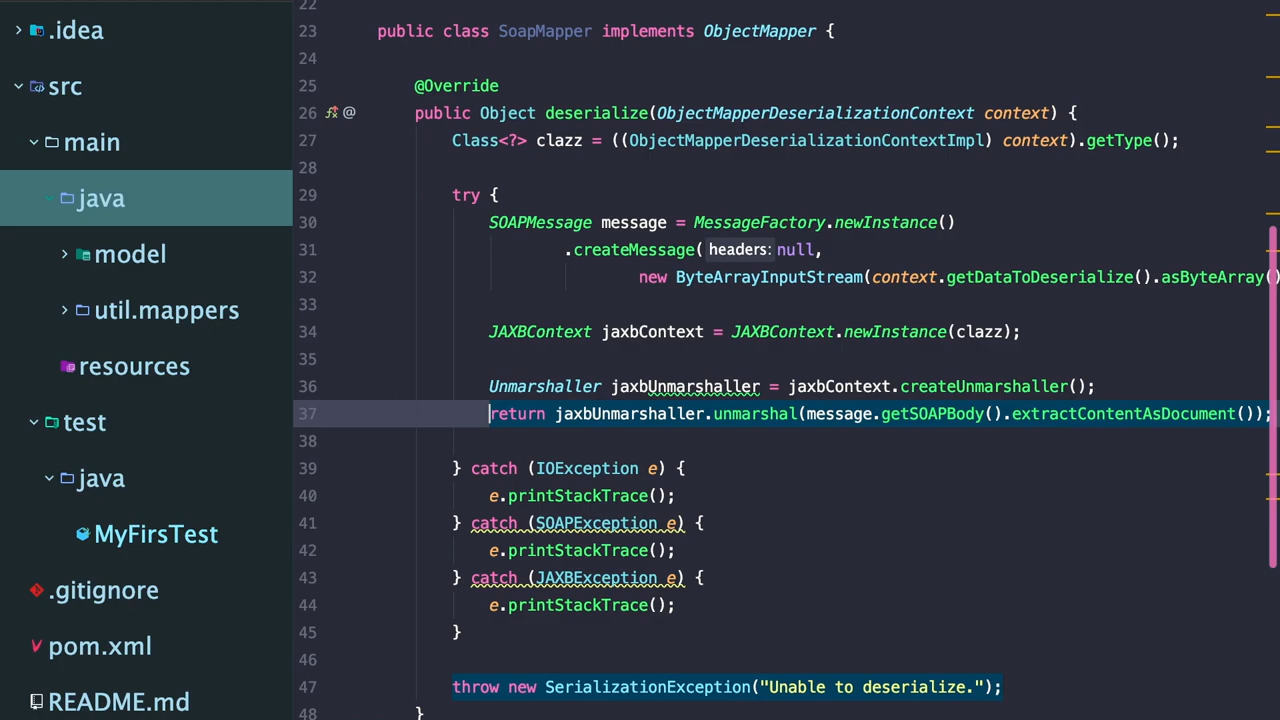 .idea
src
main
java
model
util.mappers
resources
test
java
MyFirsTest
.gitignore
pom.xml
README.md
22
23 public class SoapMapper implements ObjectMapper {
24
25 @Override
26 @ public Object deserialize(ObjectMapperDeserializationContext context) {
27 Class<?> clazz = ((ObjectMapperDeserializationContextImpl) context).getType();
28
29 try {
30 SOAPMessage message = MessageFactory.newInstance()
31 .createMessage( headers: null,
32 new ByteArrayInputStream(context.getDataToDeserialize().asByteArray()
33
34 JAXBContext jaxbContext = JAXBContext.newInstance(clazz);
35
36 Unmarshaller jaxbUnmarshaller = jaxbContext.createUnmarshaller();
37 return jaxbUnmarshaller.unmarshal(message.getSOAPBody().extractContentAsDocument());
38
39 } catch (IOException e) {
40 e.printStackTrace();
41 } catch (SOAPException e) {
42 e.printStackTrace();
43 } catch (JAXBException e) {
44 e.printStackTrace();
45 }
46
47 throw new SerializationException("Unable to deserialize.");
48 }